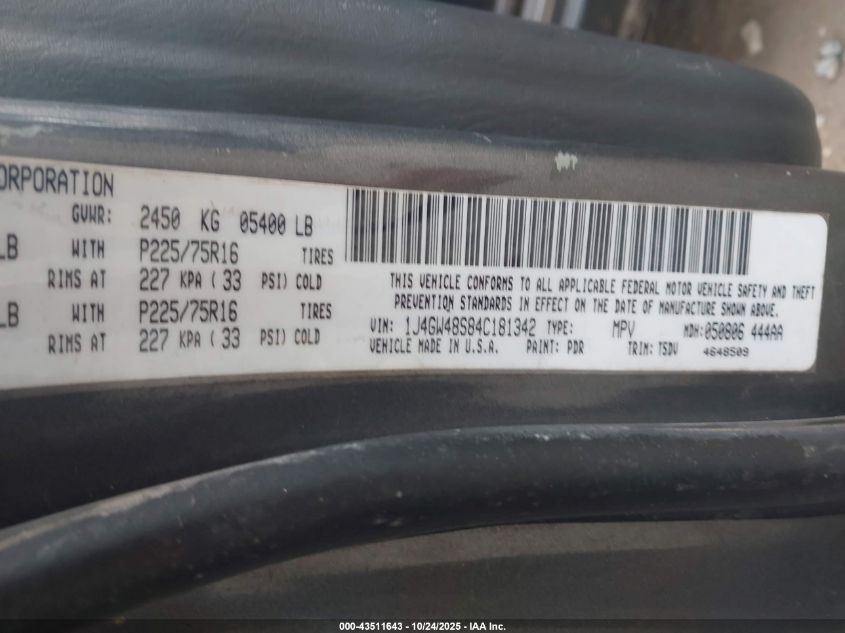 ORPORATION
GVWR: 2450 KG 05400 LB
LB WITH P225/75R16 TIRES
RIMS AT 227 KPA ( 33 PSI) COLD
LB WITH P225/75R16 TIRES
RIMS AT 227 KPA ( 33 PSI) COLD
THIS VEHICLE CONFORMS TO ALL APPLICABLE FEDERAL MOTOR VEHICLE SAFETY AND THEFT
PREVENTION STANDARDS IN EFFECT ON THE DATE OF MANUFACTURE SHOWN ABOVE.
VIN: 1J4GW48S84C181342 TYPE: MPV MDH:050806 444AA
VEHICLE MADE IN U.S.A. PAINT: PDR TRIM: TSDV 4648509
000-43511643 - 10/24/2025 - IAA Inc.